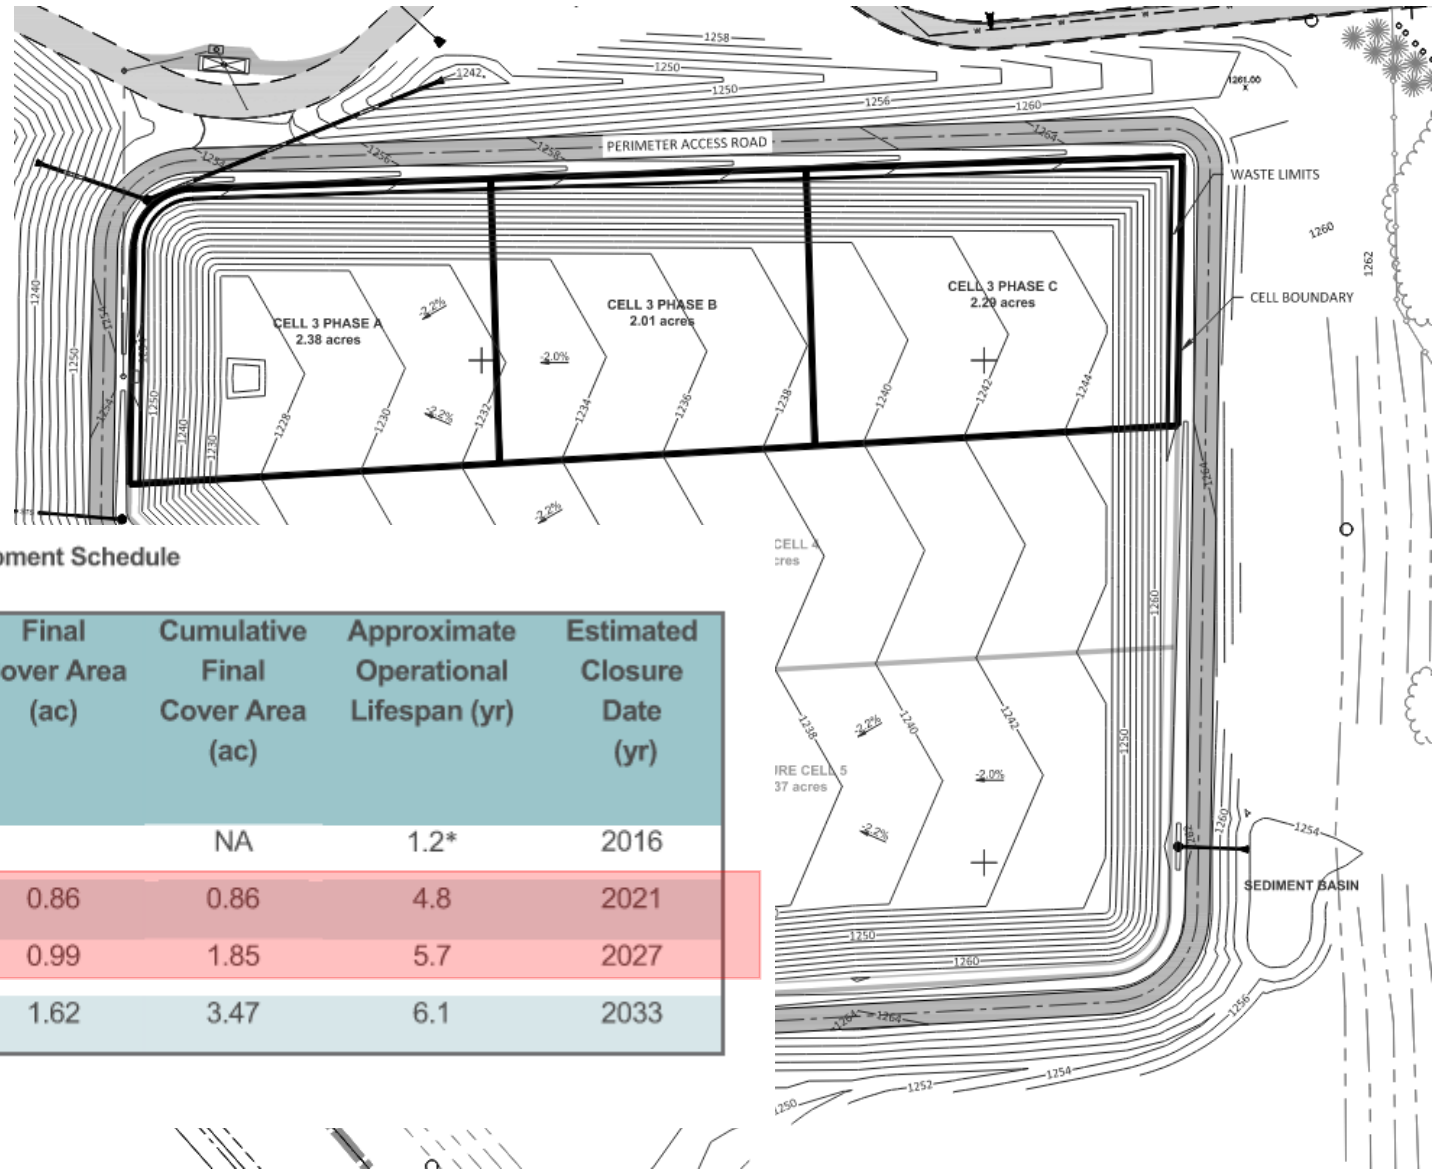 1258
1242
1250
1250
1256
1260
1261.00
x
1264
1254
1256
1258
PERIMETER ACCESS ROAD
WASTE LIMITS
1260
1262
1240
1250
1254
1254
1250
1240
1230
CELL 3 PHASE A
2.38 acres
-2.2%
-2.2%
CELL 3 PHASE B
2.01 acres
-2.0%
CELL 3 PHASE C
2.29 acres
CELL BOUNDARY
1228
1230
1232
1234
1236
1238
1240
1242
1244
1264
-2.2%
CELL 4
cres
1260
pment Schedule
Final
over Area
(ac)
Cumulative
Final
Cover Area
(ac)
Approximate
Operational
Lifespan (yr)
Estimated
Closure
Date
(yr)
NA 1.2* 2016
0.86 0.86 4.8 2021
0.99 1.85 5.7 2027
1.62 3.47 6.1 2033
1238
-2.2%
1240
1242
1250
URE CELL 5
37 acres
-2.0%
-2.2%
1260
1254
SEDIMENT BASIN
1250
1260
1264
1264
1256
1254
1252
1250